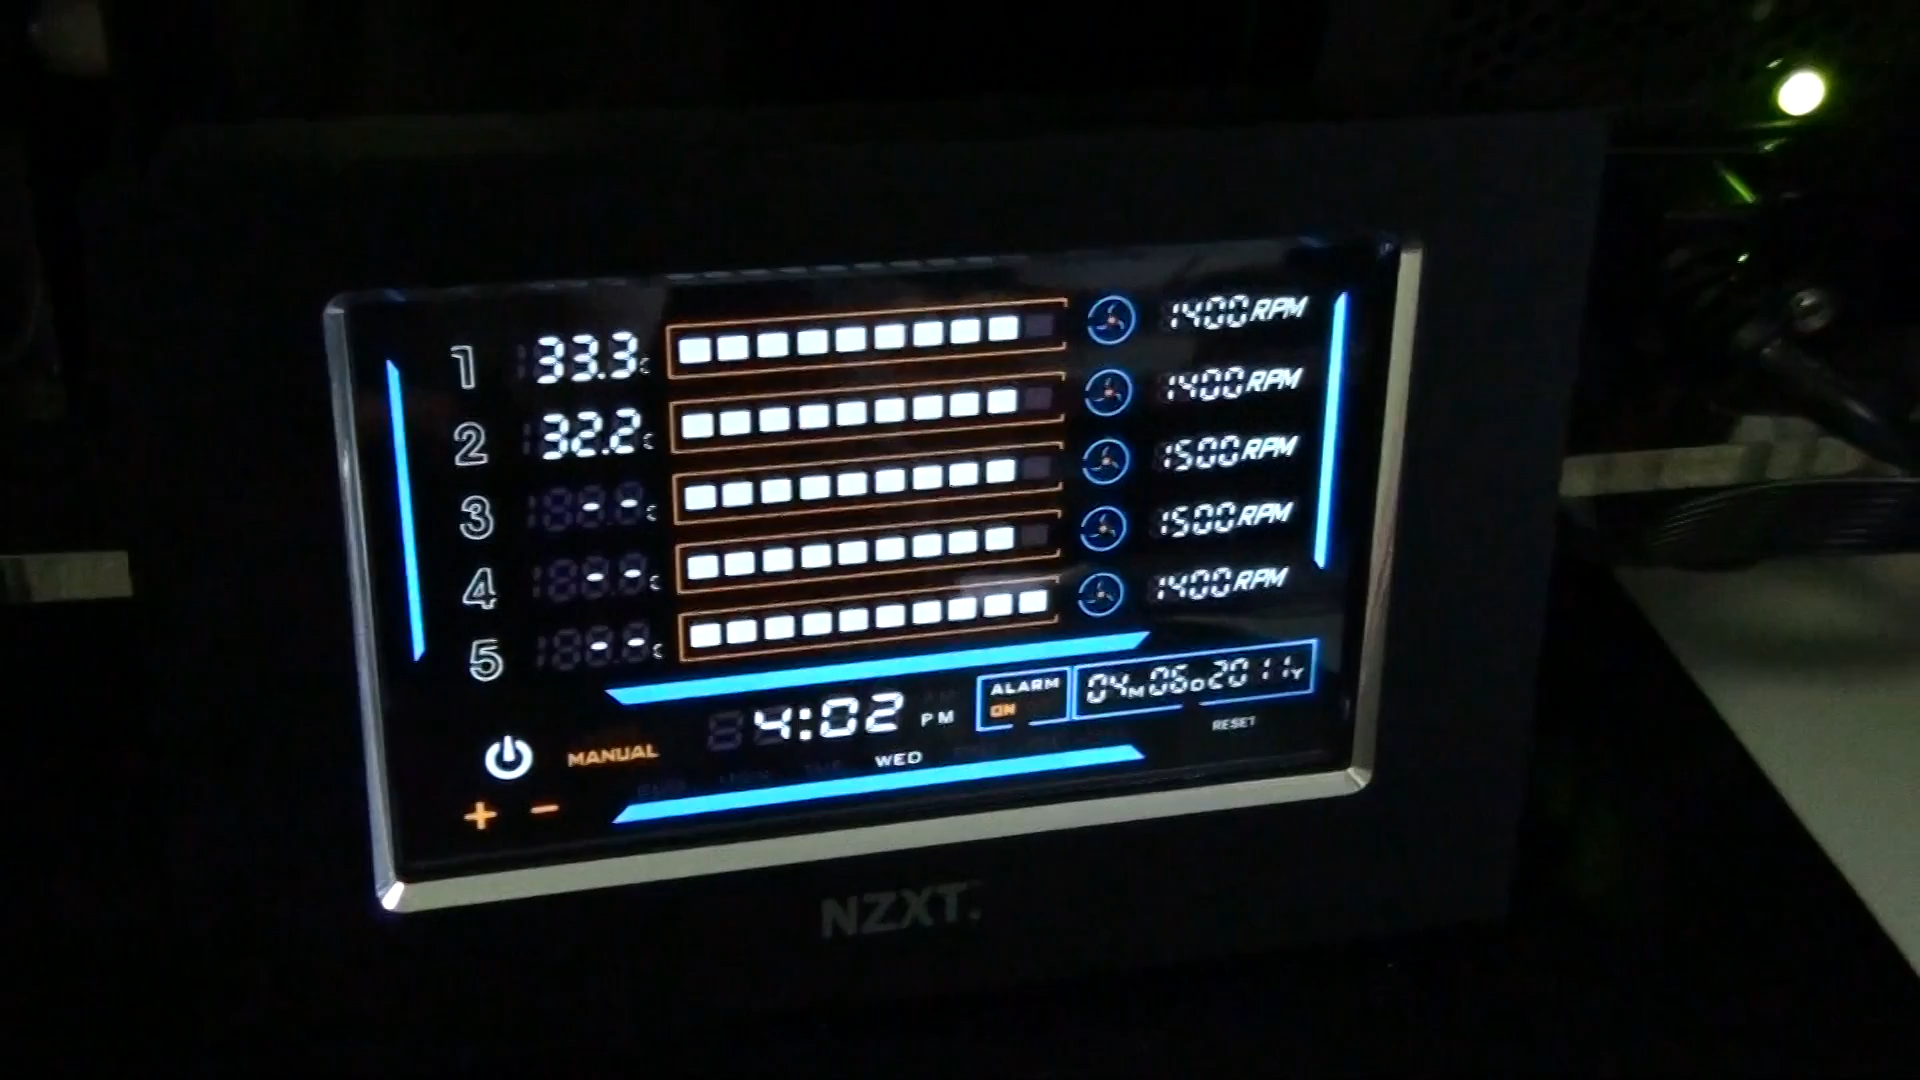 1 33.3c 1400RPM
2 32.2c 1400RPM
3 - - c 1500RPM
4 - - c 1500RPM
5 - - c 1400RPM
4:02 PM ALARM ON 04M06D2011Y
MANUAL WED RESET
+ -
NZXT.